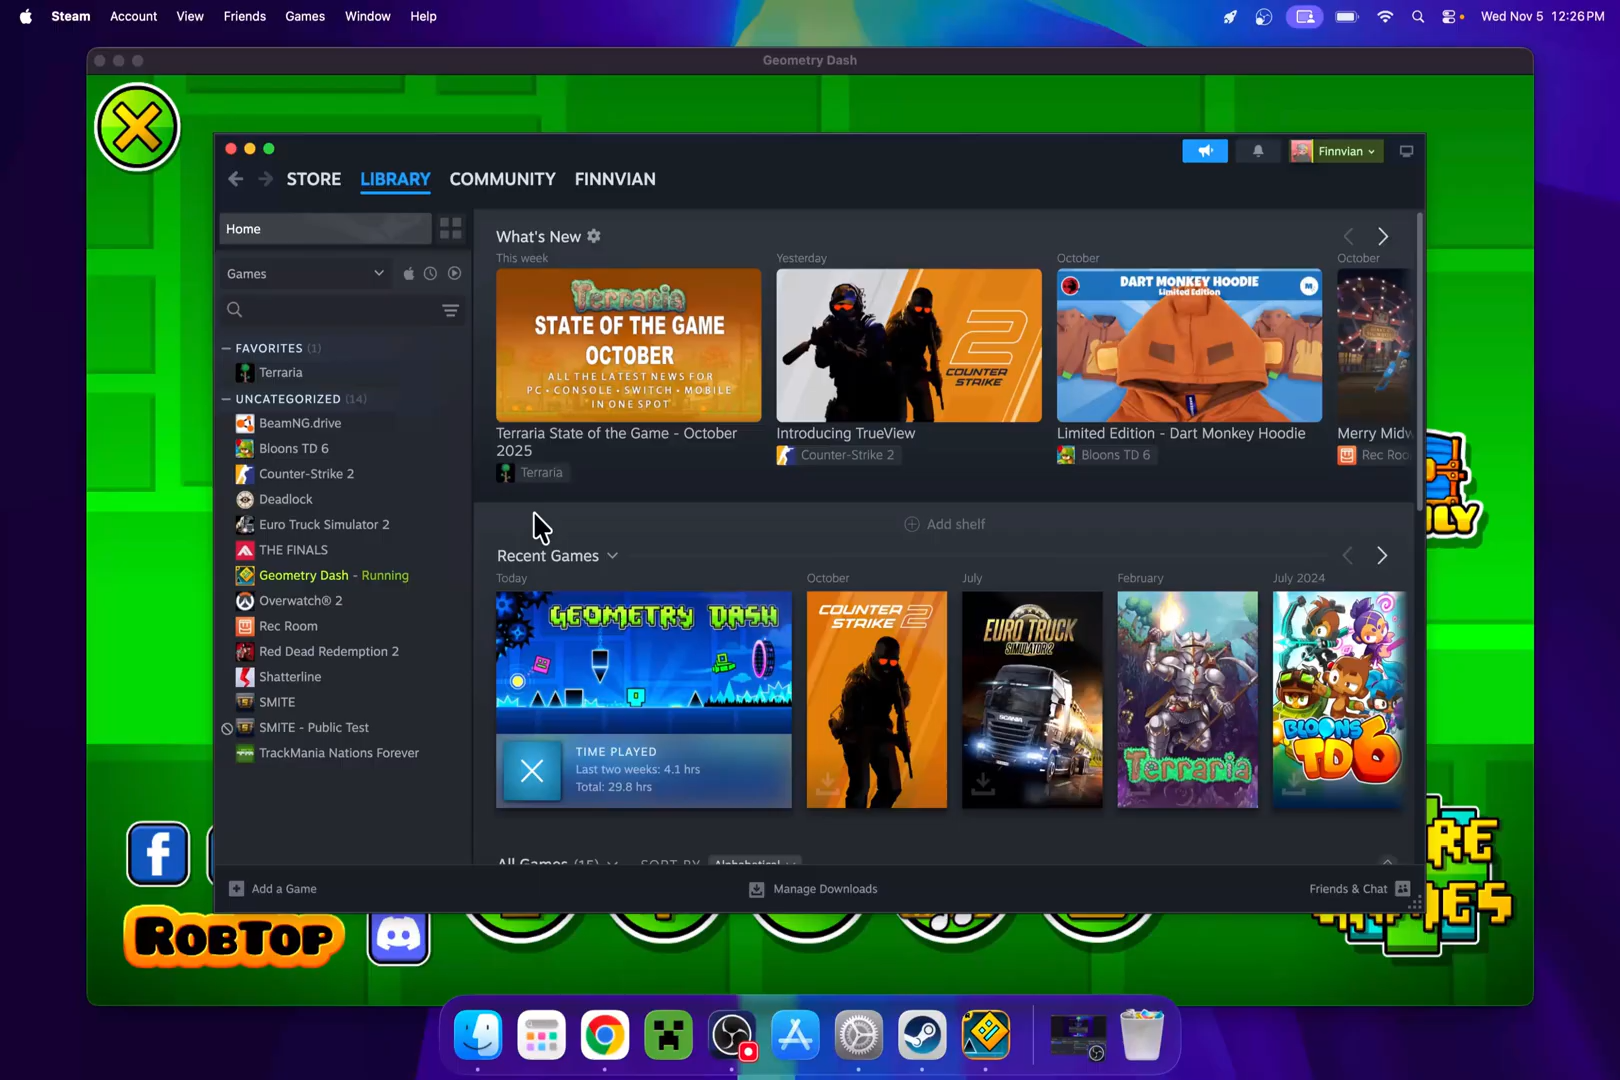 Steam Account View Friends Games Window Help
Wed Nov 5 12:26PM
Geometry Dash
Finnvian
STORE LIBRARY COMMUNITY FINNVIAN
Home
Games
FAVORITES (1)
Terraria
UNCATEGORIZED (14)
BeamNG.drive
Bloons TD 6
Counter-Strike 2
Deadlock
Euro Truck Simulator 2
THE FINALS
Geometry Dash - Running
Overwatch® 2
Rec Room
Red Dead Redemption 2
Shatterline
SMITE
SMITE - Public Test
TrackMania Nations Forever
What's New
This week
Terraria
STATE OF THE GAME
OCTOBER
ALL THE LATEST NEWS FOR
PC • CONSOLE • SWITCH • MOBILE
IN ONE SPOT
Terraria State of the Game - October
2025
Terraria
Yesterday
2
COUNTER
STRIKE
Introducing TrueView
Counter-Strike 2
October
DART MONKEY HOODIE
Limited Edition
Limited Edition - Dart Monkey Hoodie
Bloons TD 6
October
Merry Midw
Rec Roo
Add shelf
Recent Games
Today
GEOMETRY DASH
TIME PLAYED
Last two weeks: 4.1 hrs
Total: 29.8 hrs
October
COUNTER
STRIKE 2
July
EURO TRUCK
SIMULATOR 2
SCANIA
February
Terraria
July 2024
BLOONS
TD 6
All Games (15) SORT BY Alphabetical
Add a Game
Manage Downloads
Friends & Chat
LY
RE
MES
f
RobTop